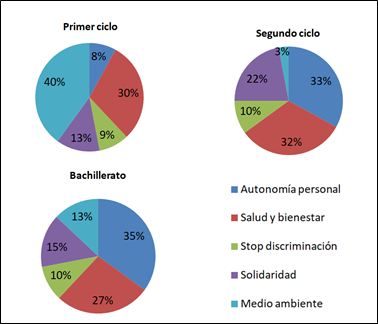 Primer ciclo
8%
30%
9%
13%
40%
Segundo ciclo
3%
33%
32%
10%
22%
Bachillerato
13%
35%
27%
10%
15%
Autonomía personal
Salud y bienestar
Stop discriminación
Solidaridad
Medio ambiente